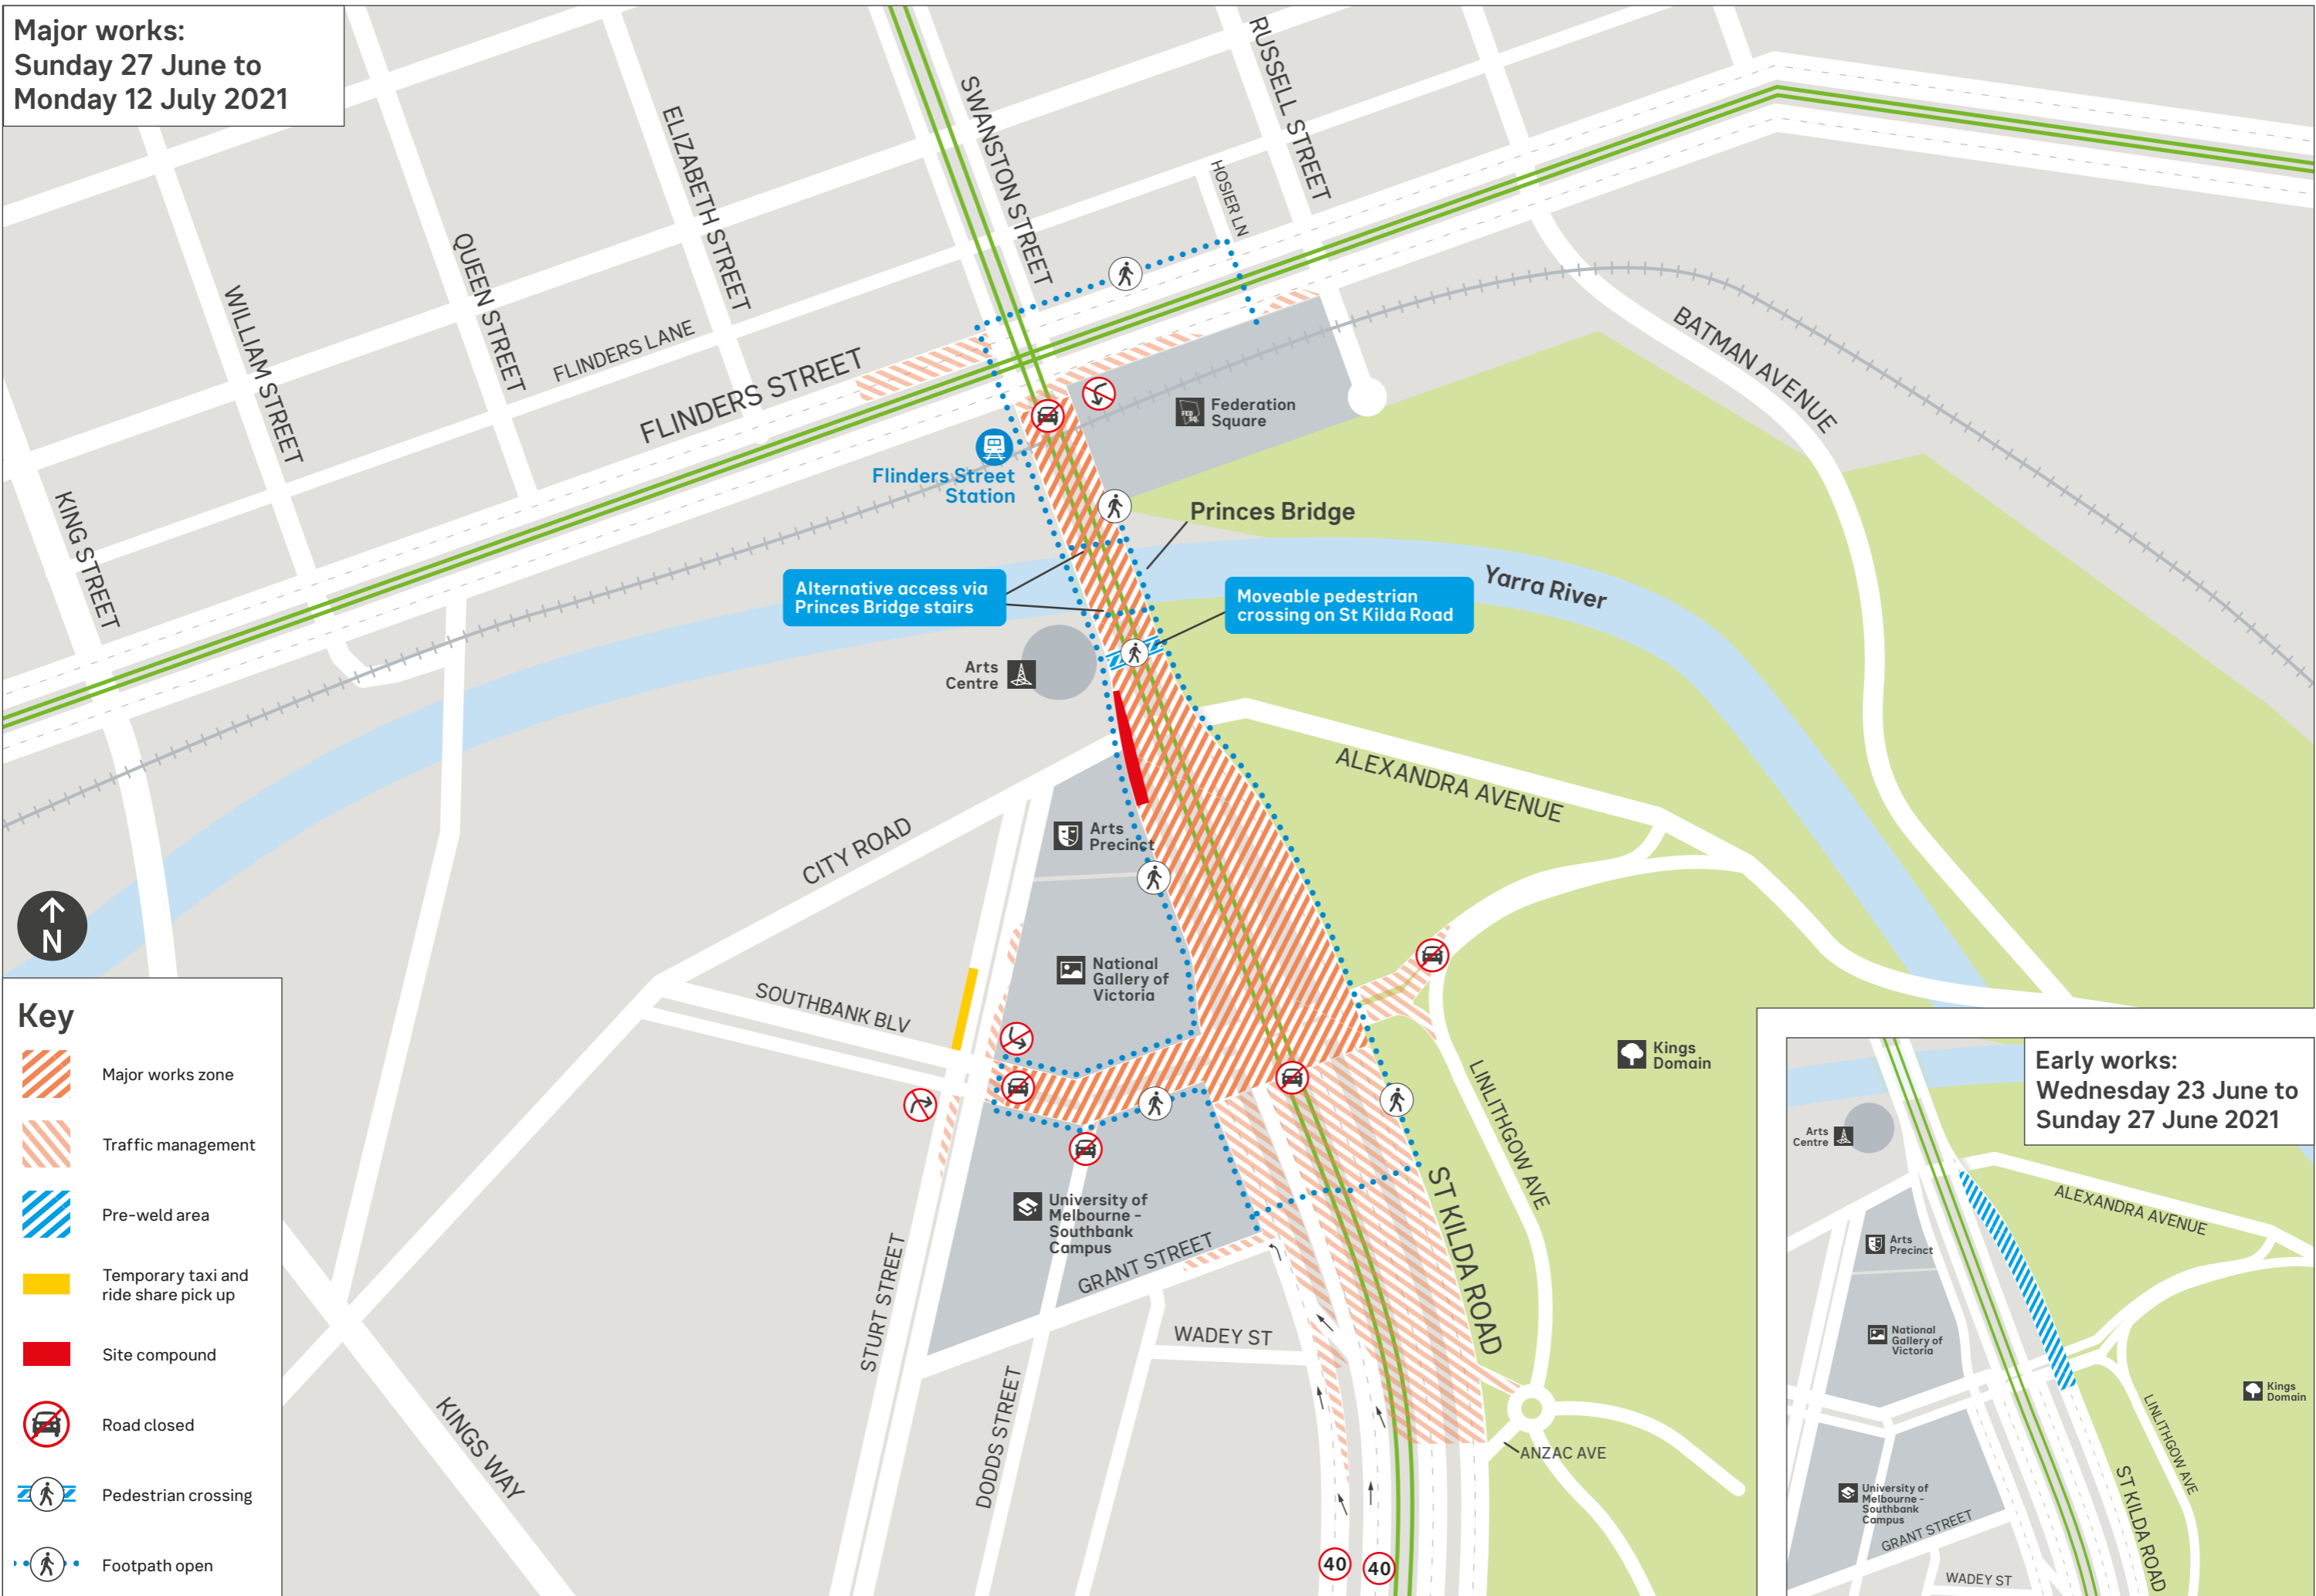 Major works:
Sunday 27 June to
Monday 12 July 2021
RUSSELL STREET
SWANSTON STREET
ELIZABETH STREET
HOSIER LN
QUEEN STREET
WILLIAM STREET
FLINDERS LANE
FLINDERS STREET
KING STREET
BATMAN AVENUE
FED
SQ
Federation
Square
Flinders Street
Station
Princes Bridge
Alternative access via
Princes Bridge stairs
Moveable pedestrian
crossing on St Kilda Road
Yarra River
Arts
Centre
ALEXANDRA AVENUE
CITY ROAD
Arts
Precinct
N
National
Gallery of
Victoria
SOUTHBANK BLV
Kings
Domain
LINLITHGOW AVE
ST KILDA ROAD
University of
Melbourne -
Southbank
Campus
GRANT STREET
STURT STREET
WADEY ST
DODDS STREET
KINGS WAY
ANZAC AVE
40
40
Key
Major works zone
Traffic management
Pre-weld area
Temporary taxi and
ride share pick up
Site compound
Road closed
Pedestrian crossing
Footpath open
Early works:
Wednesday 23 June to
Sunday 27 June 2021
Arts
Centre
ALEXANDRA AVENUE
Arts
Precinct
National
Gallery of
Victoria
Kings
Domain
LINLITHGOW AVE
ST KILDA ROAD
University of
Melbourne -
Southbank
Campus
GRANT STREET
WADEY ST